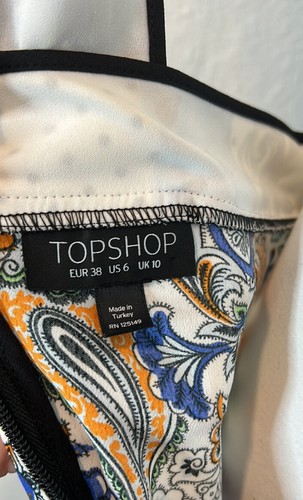 TOPSHOP
EUR 38 US 6 UK 10
Made in
Turkey
RN 125149